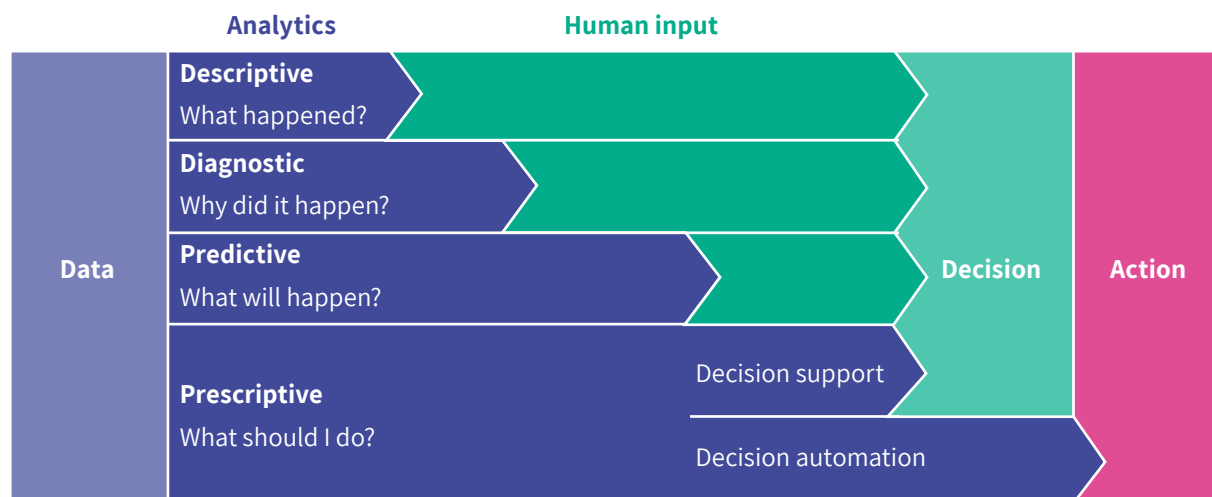 Analytics
Human input
Descriptive
What happened?
Diagnostic
Why did it happen?
Predictive
What will happen?
Data
Decision
Action
Prescriptive
What should I do?
Decision support
Decision automation